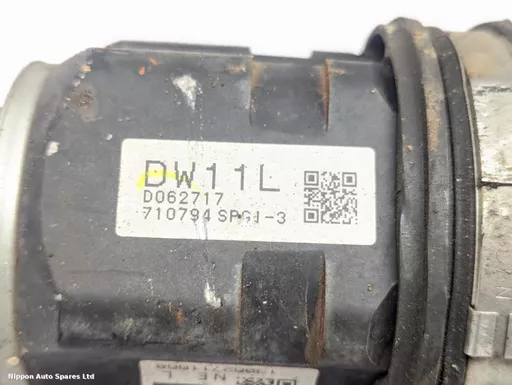 DW11L
D062717
710794 SPG1-3
Nippon Auto Spares Ltd